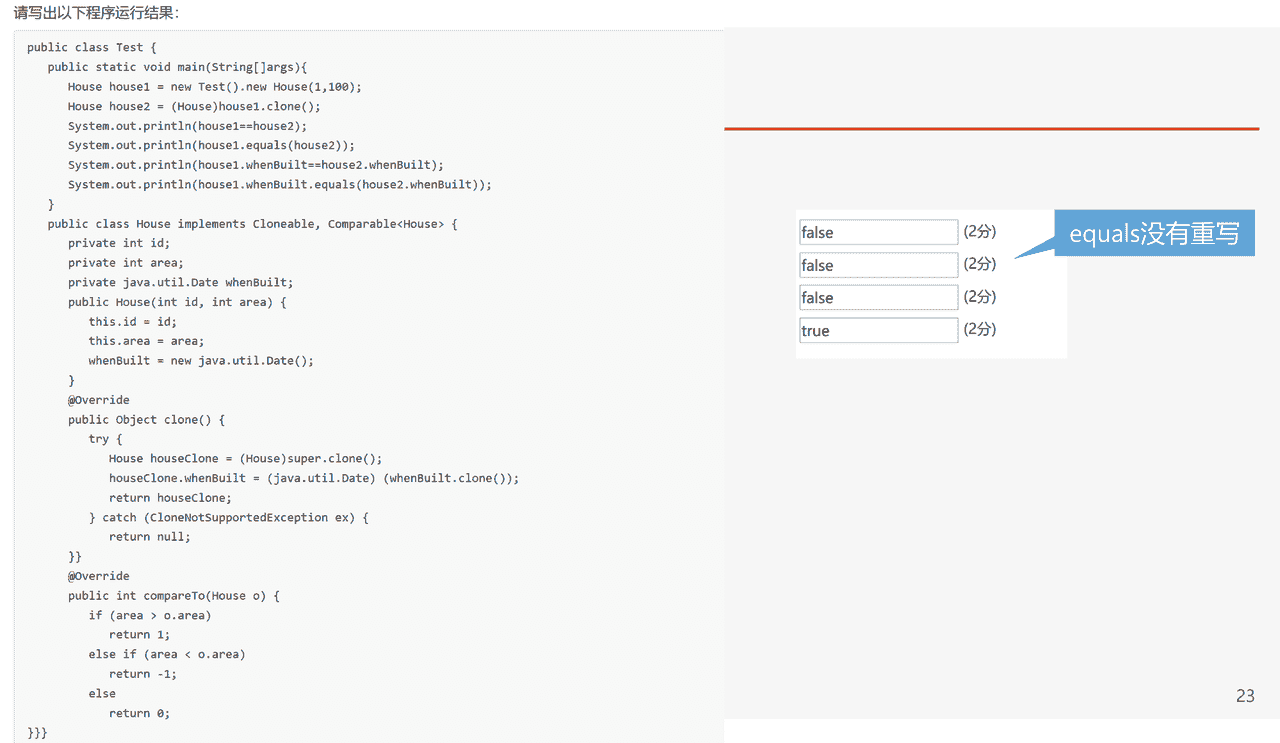 请写出以下程序运行结果:
public class Test {
public static void main(String[]args){
House house1 = new Test().new House(1,100);
House house2 = (House)house1.clone();
System.out.println(house1==house2);
System.out.println(house1.equals(house2));
System.out.println(house1.whenBuilt==house2.whenBuilt);
System.out.println(house1.whenBuilt.equals(house2.whenBuilt));
}
public class House implements Cloneable, Comparable<House> {
private int id;
private int area;
private java.util.Date whenBuilt;
public House(int id, int area) {
this.id = id;
this.area = area;
whenBuilt = new java.util.Date();
}
@Override
public Object clone() {
try {
House houseClone = (House)super.clone();
houseClone.whenBuilt = (java.util.Date) (whenBuilt.clone());
return houseClone;
} catch (CloneNotSupportedException ex) {
return null;
}}
@Override
public int compareTo(House o) {
if (area > o.area)
return 1;
else if (area < o.area)
return -1;
else
return 0;
}}}
false (2分)
equals没有重写
false (2分)
false (2分)
true (2分)
23